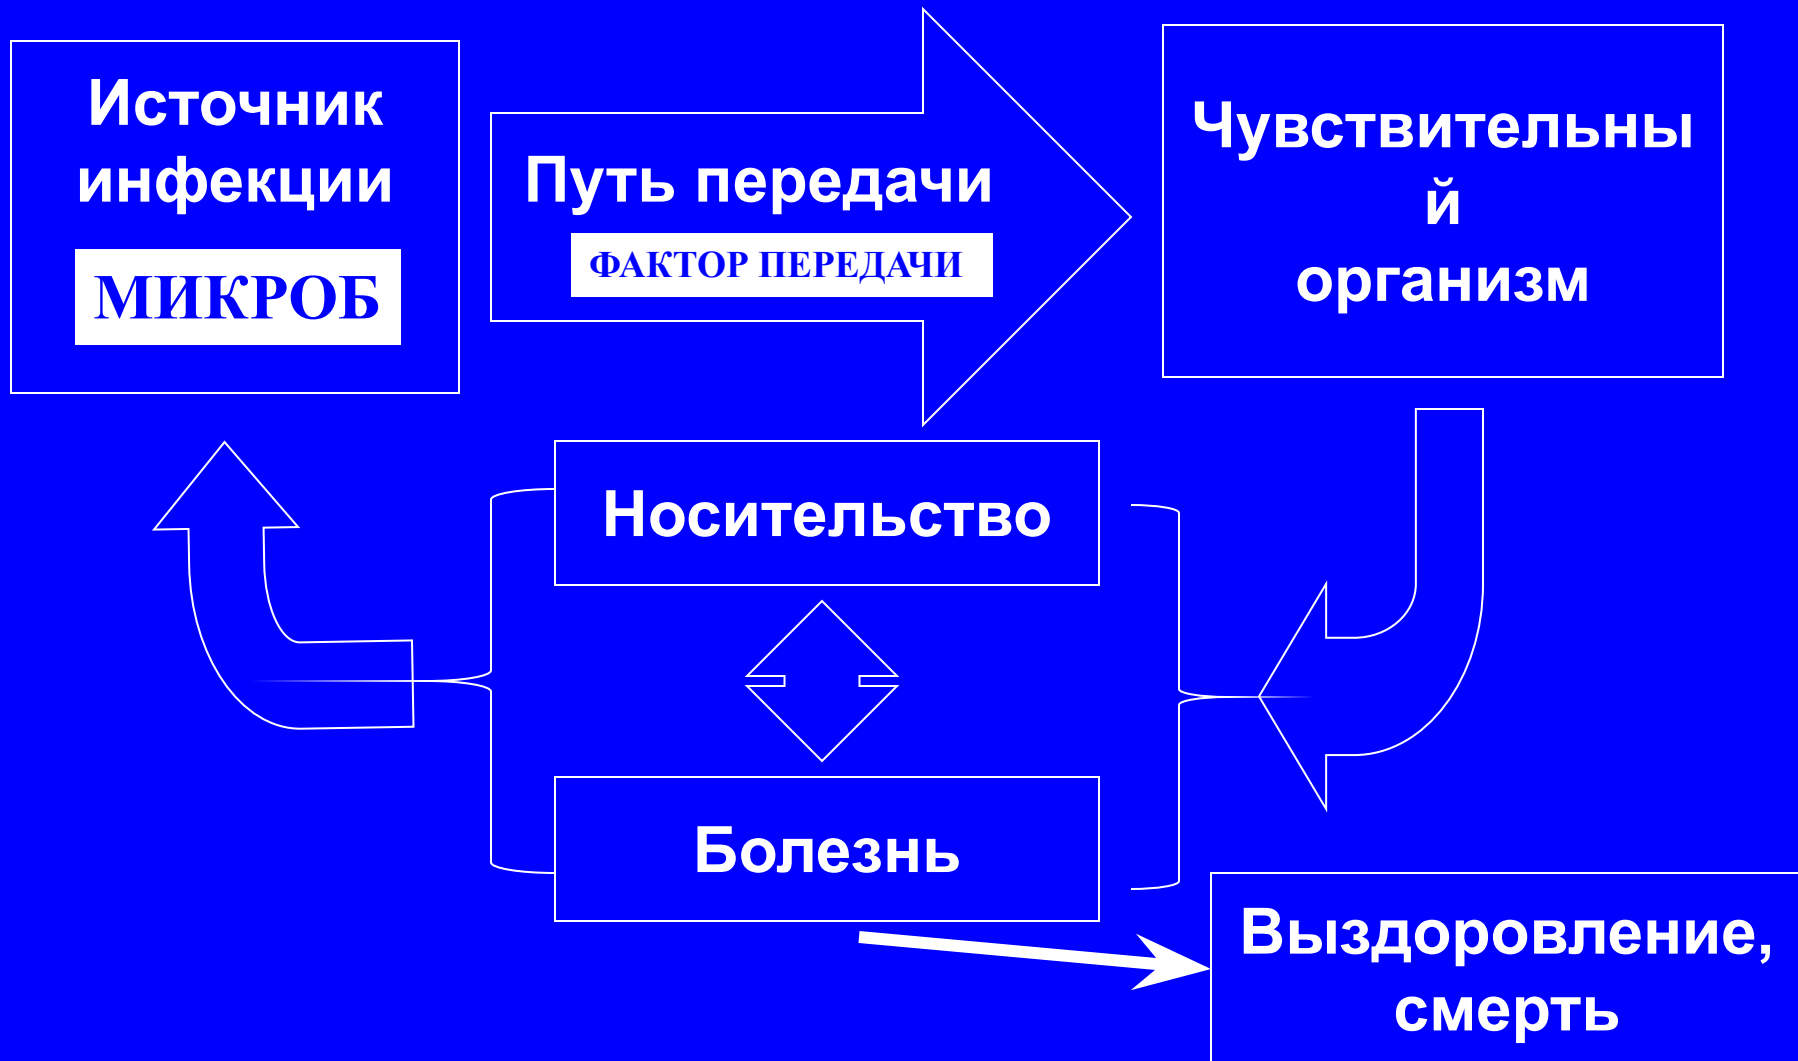 Источник
инфекции
МИКРОБ
Путь передачи
ФАКТОР ПЕРЕДАЧИ
Чувствительны
й
организм
Носительство
Болезнь
Выздоровление,
смерть